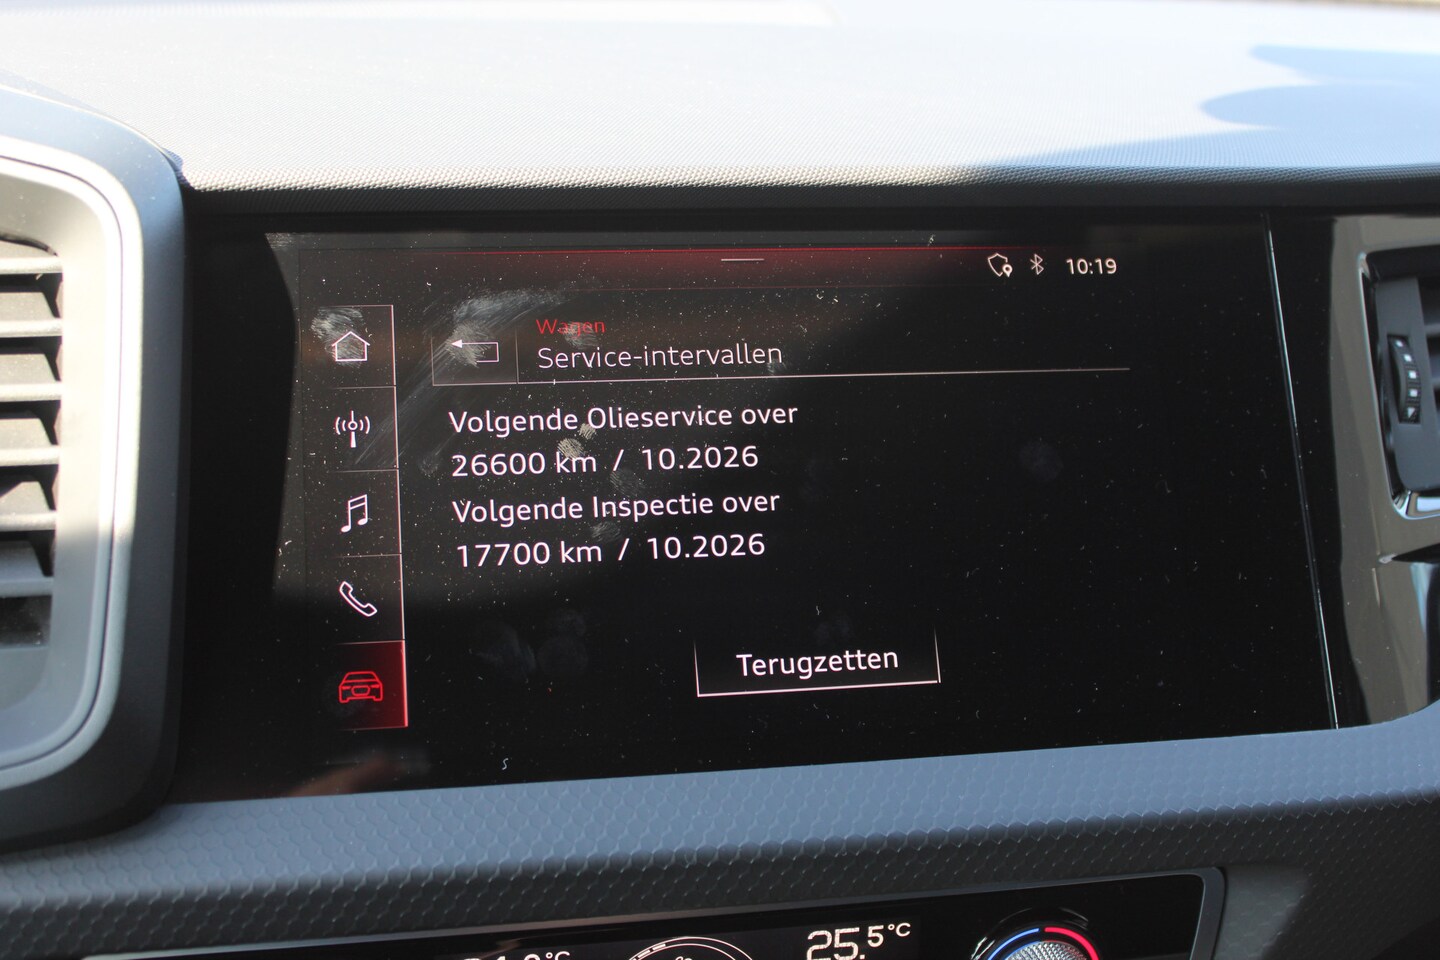 10:19
Wagen
Service-intervallen
Volgende Olieservice over
26600 km / 10.2026
Volgende Inspectie over
17700 km / 10.2026
Terugzetten
25.5°C